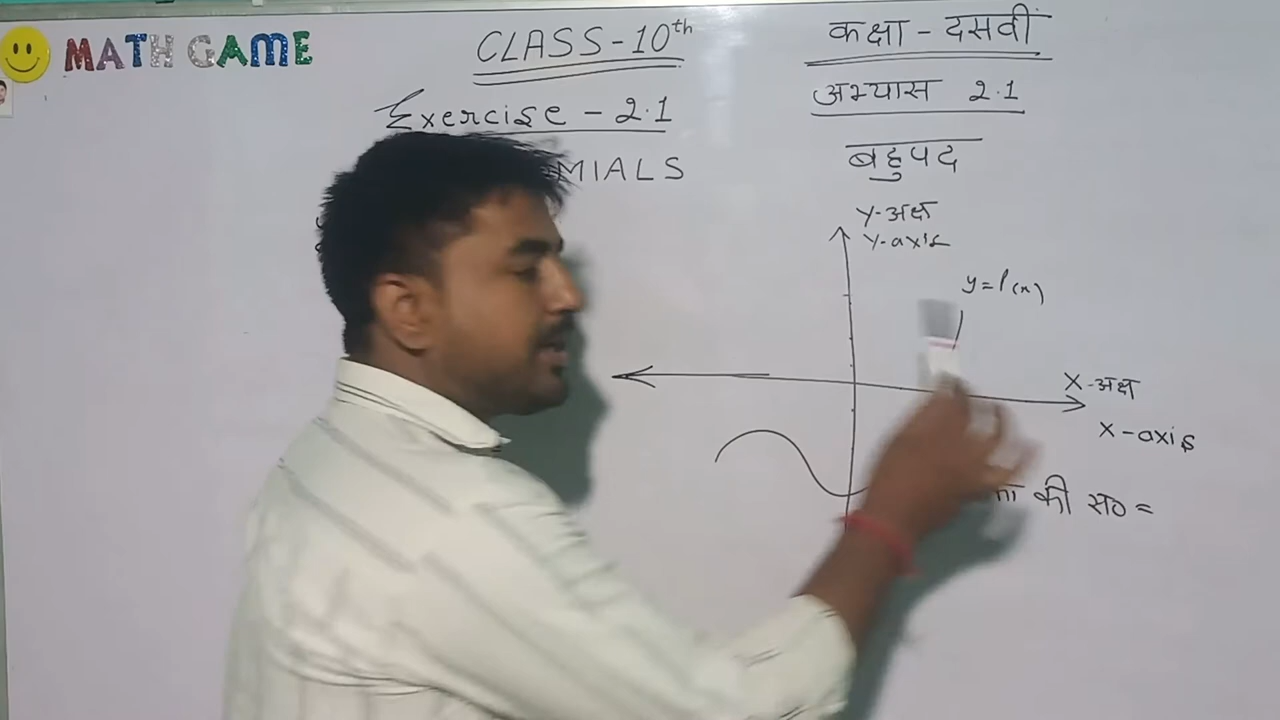 MATH GAME
CLASS-10th
Exercise - 2.1
MIALS
कक्षा - दसवीं
अभ्यास 2.1
बहुपद
Y-अक्ष
Y-axis
y=P(x)
X-अक्ष
X-axis
की सं० =